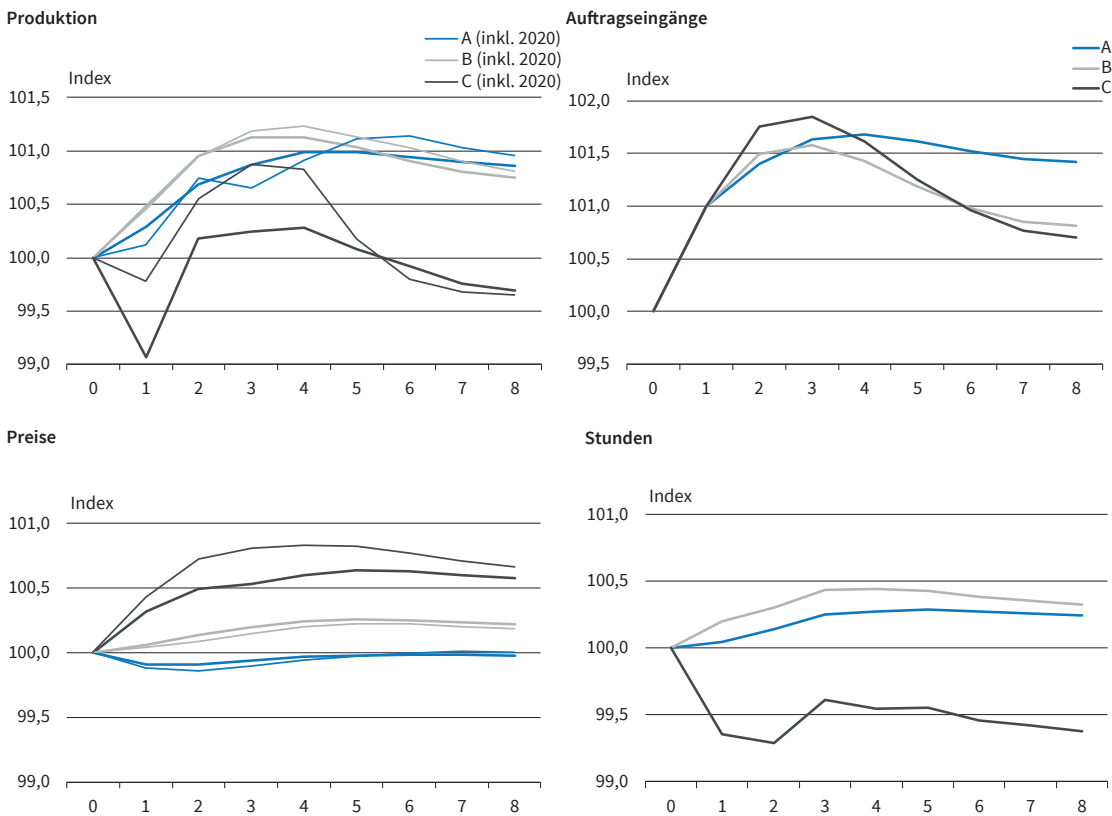 Produktion
A (inkl. 2020)
B (inkl. 2020)
C (inkl. 2020)
Index
101,5
101,0
100,5
100,0
99,5
99,0
0 1 2 3 4 5 6 7 8
Auftragseingänge
A
B
C
Index
102,0
101,5
101,0
100,5
100,0
99,5
0 1 2 3 4 5 6 7 8
Preise
Index
101,0
100,5
100,0
99,5
99,0
0 1 2 3 4 5 6 7 8
Stunden
Index
101,0
100,5
100,0
99,5
99,0
0 1 2 3 4 5 6 7 8